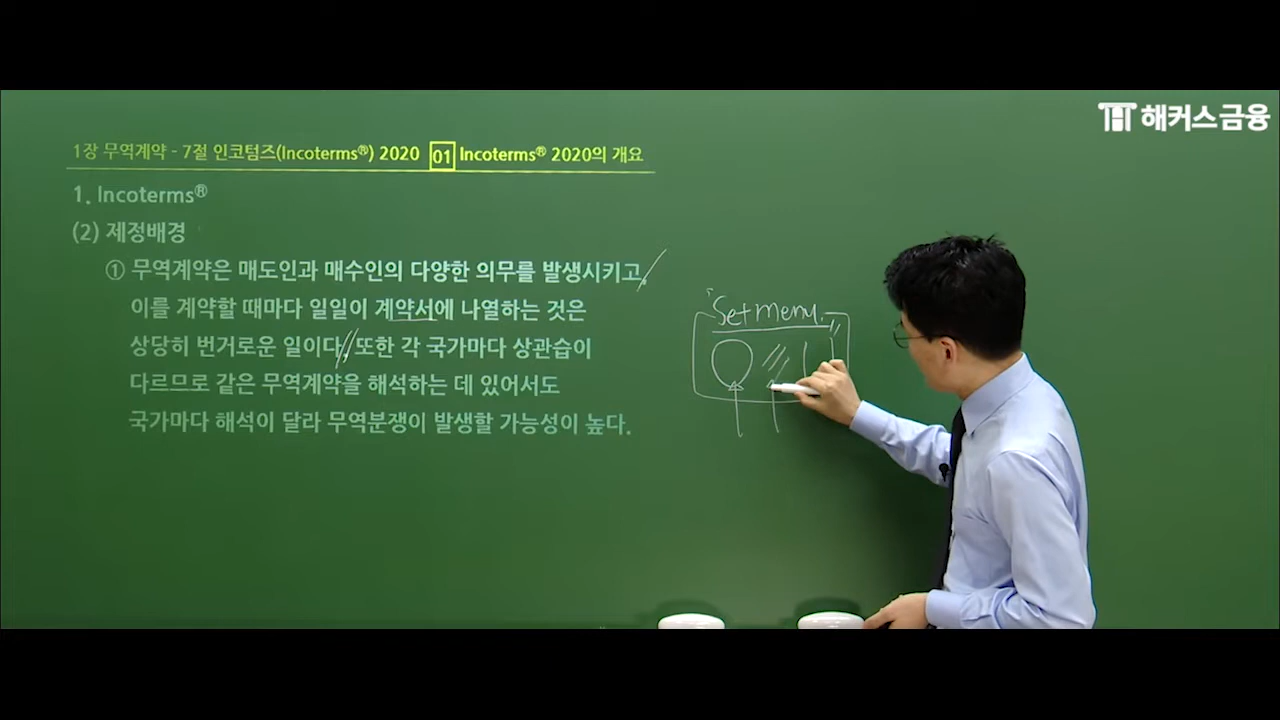 해커스금융
1장 무역계약 - 7절 인코텀즈(Incoterms®) 2020 01 Incoterms® 2020의 개요
1. Incoterms®
(2) 제정배경
① 무역계약은 매도인과 매수인의 다양한 의무를 발생시키고,
이를 계약할 때마다 일일이 계약서에 나열하는 것은
상당히 번거로운 일이다. 또한 각 국가마다 상관습이
다르므로 같은 무역계약을 해석하는 데 있어서도
국가마다 해석이 달라 무역분쟁이 발생할 가능성이 높다.
Set menu